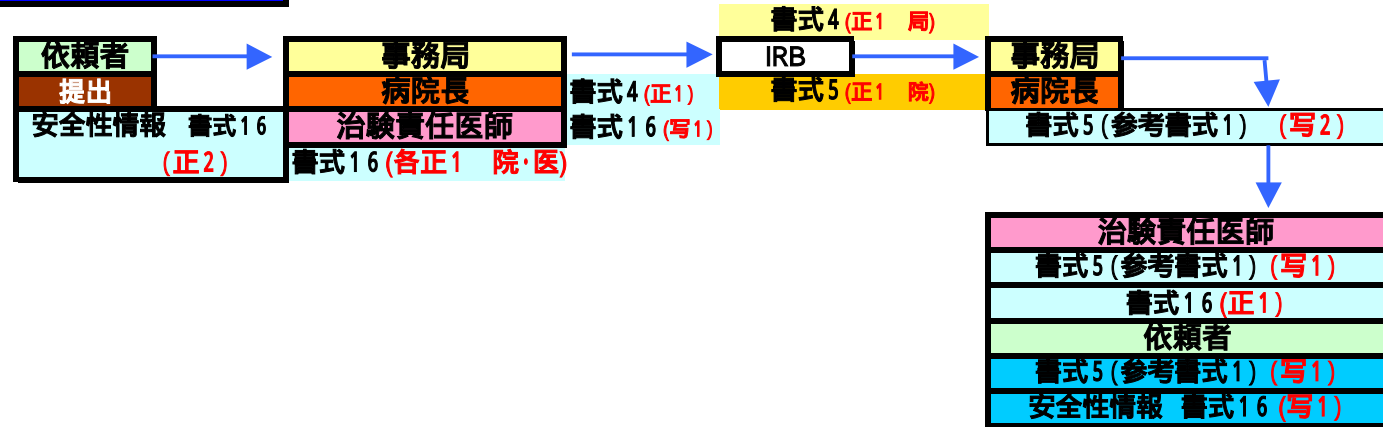 依頼者
提出
安全性情報 書式16
(正2)
事務局
病院長
治験責任医師
書式16(各正1 院・医)
書式4(正1)
書式16(写1)
書式4(正1 局)
IRB
書式5(正1 院)
事務局
病院長
書式5(参考書式1) (写2)
治験責任医師
書式5(参考書式1)(写1)
書式16(正1)
依頼者
書式5(参考書式1)(写1)
安全性情報 書式16(写1)